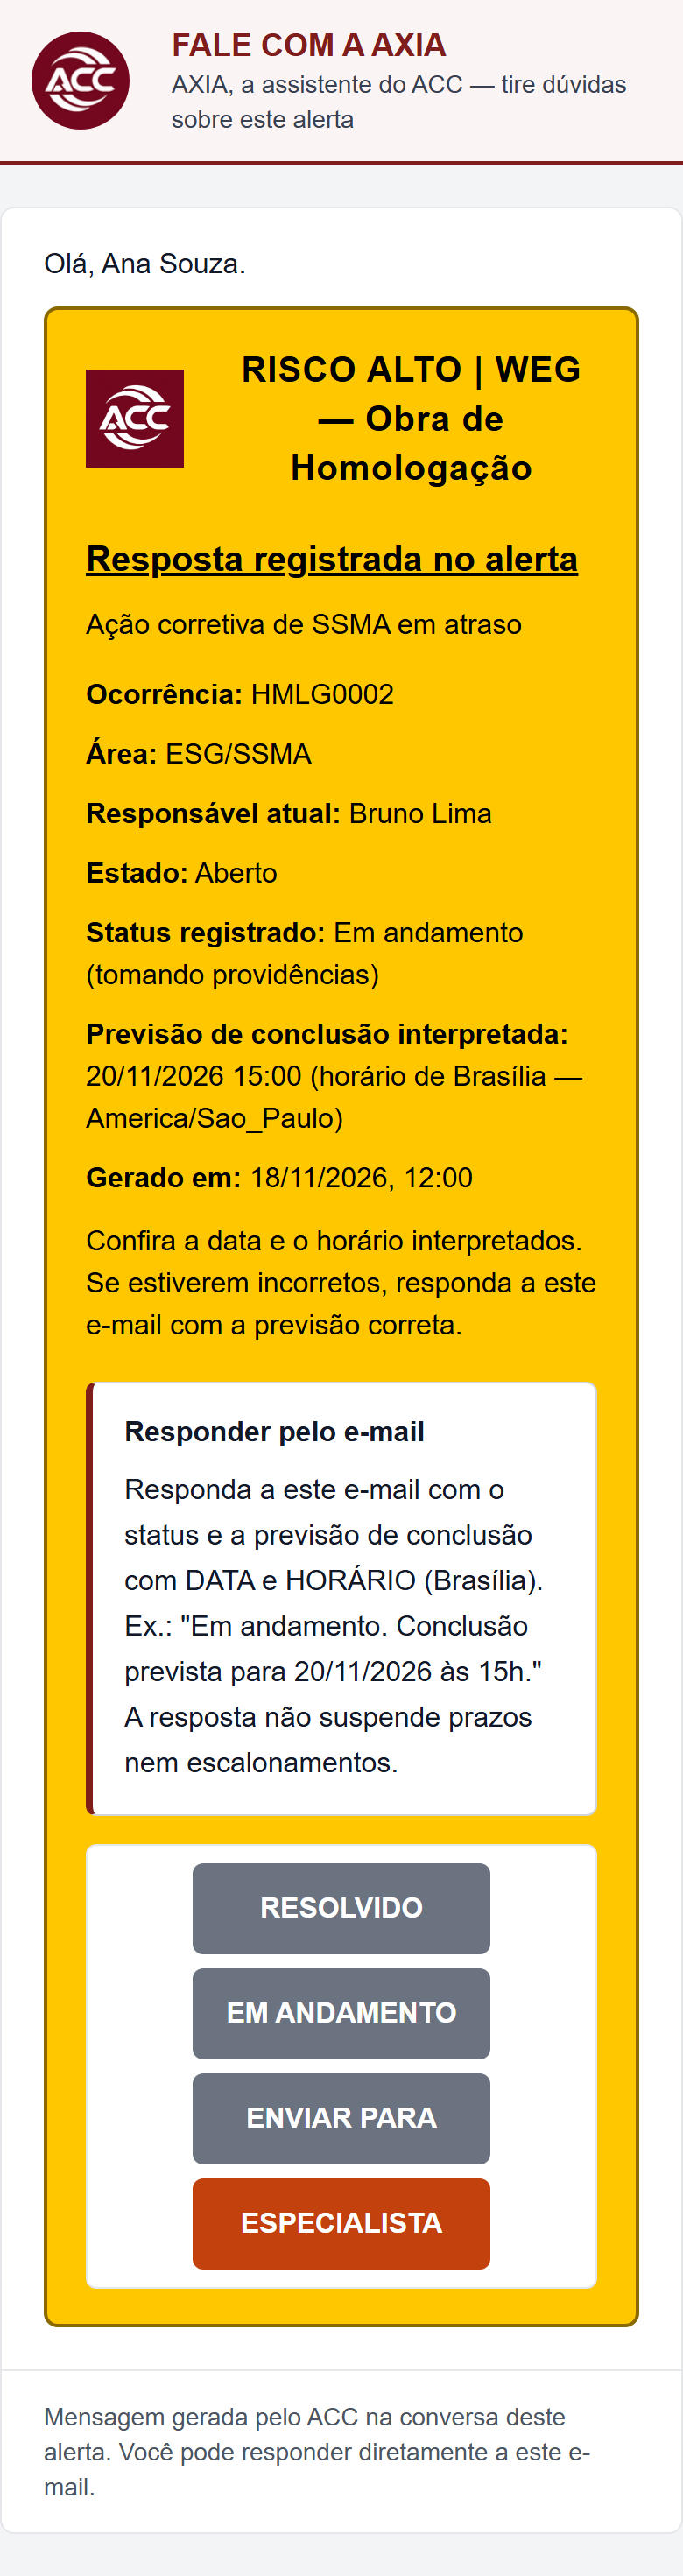 ACC
FALE COM A AXIA
AXIA, a assistente do ACC — tire dúvidas
sobre este alerta
Olá, Ana Souza.
ACC
RISCO ALTO | WEG
— Obra de
Homologação
Resposta registrada no alerta
Ação corretiva de SSMA em atraso
Ocorrência: HMLG0002
Área: ESG/SSMA
Responsável atual: Bruno Lima
Estado: Aberto
Status registrado: Em andamento
(tomando providências)
Previsão de conclusão interpretada:
20/11/2026 15:00 (horário de Brasília —
America/Sao_Paulo)
Gerado em: 18/11/2026, 12:00
Confira a data e o horário interpretados.
Se estiverem incorretos, responda a este
e-mail com a previsão correta.
Responder pelo e-mail
Responda a este e-mail com o
status e a previsão de conclusão
com DATA e HORÁRIO (Brasília).
Ex.: "Em andamento. Conclusão
prevista para 20/11/2026 às 15h."
A resposta não suspende prazos
nem escalonamentos.
RESOLVIDO
EM ANDAMENTO
ENVIAR PARA
ESPECIALISTA
Mensagem gerada pelo ACC na conversa deste
alerta. Você pode responder diretamente a este e-
mail.